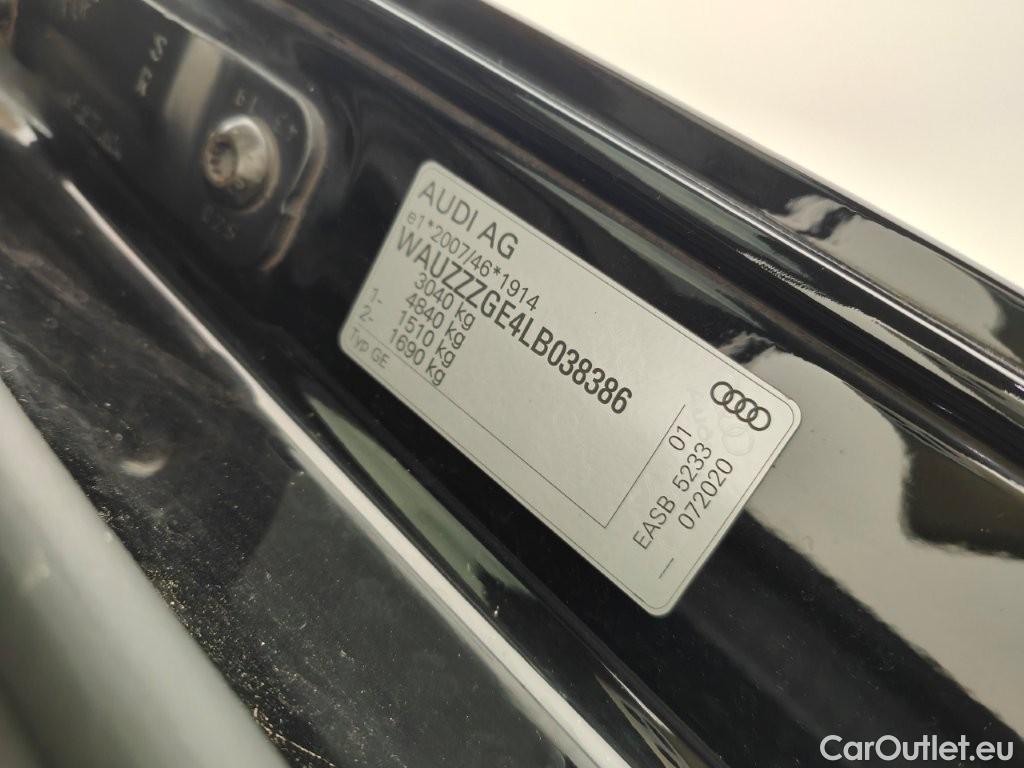 AUDI AG
e1*2007/46*1914
WAUZZZGE4LB038386
3040 kg
4840 kg
1- 1510 kg
2- 1690 kg
Typ GE
01
EASB 5233
072020
CarOutlet.eu